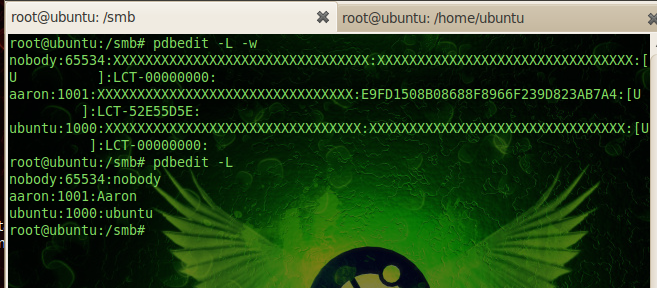 root@ubuntu: /smb
root@ubuntu: /home/ubuntu
root@ubuntu:/smb# pdbedit -L -w
nobody:65534:XXXXXXXXXXXXXXXXXXXXXXXXXXXXXXXX:XXXXXXXXXXXXXXXXXXXXXXXXXXXXXXXX:[
U          ]:LCT-00000000:
aaron:1001:XXXXXXXXXXXXXXXXXXXXXXXXXXXXXXXX:E9FD1508B08688F8966F239D823AB7A4:[U
         ]:LCT-52E55D5E:
ubuntu:1000:XXXXXXXXXXXXXXXXXXXXXXXXXXXXXXXX:XXXXXXXXXXXXXXXXXXXXXXXXXXXXXXXX:[U
          ]:LCT-00000000:
root@ubuntu:/smb# pdbedit -L
nobody:65534:nobody
aaron:1001:Aaron
ubuntu:1000:ubuntu
root@ubuntu:/smb#